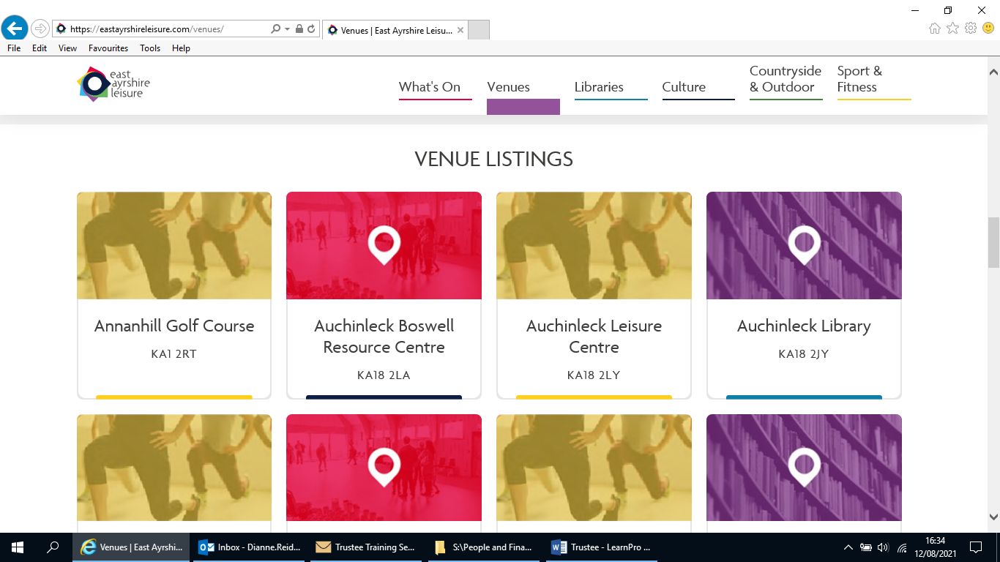 https://eastayrshireleisure.com/venues/
Venues | East Ayrshire Leisu...
File Edit View Favourites Tools Help
east
ayrshire
leisure
What's On
Venues
Libraries
Culture
Countryside
& Outdoor
Sport &
Fitness
VENUE LISTINGS
Annanhill Golf Course
KA1 2RT
Auchinleck Boswell
Resource Centre
KA18 2LA
Auchinleck Leisure
Centre
KA18 2LY
Auchinleck Library
KA18 2JY
Venues | East Ayrshi...
Inbox - Dianne.Reid...
Trustee Training Se...
S:\People and Fina...
Trustee - LearnPro ...
16:34
12/08/2021